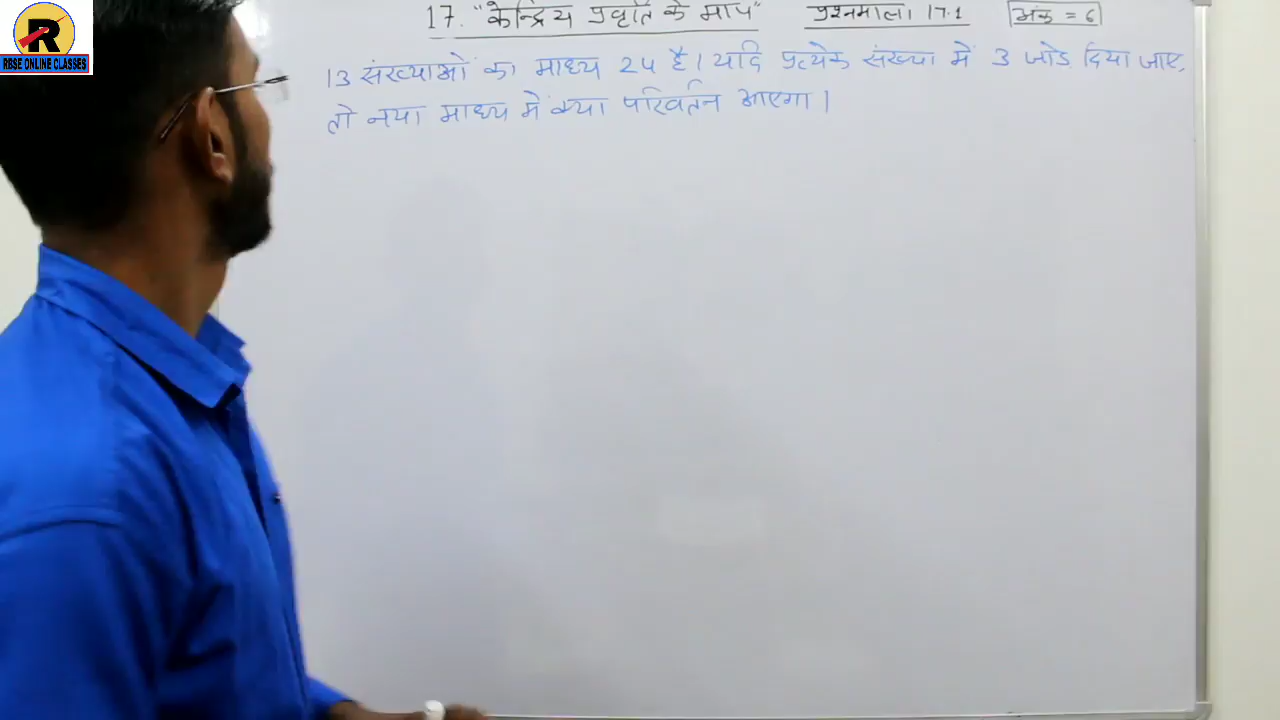 17. "केन्द्रिय प्रवृति के माप" प्रश्नमाला 17.1 अंक = 6
R
RBSE ONLINE CLASSES
13 संख्याओं का माध्य 24 है। यदि प्रत्येक संख्या में 3 जोड़ दिया जाए,
तो नया माध्य में क्या परिवर्तन आएगा।